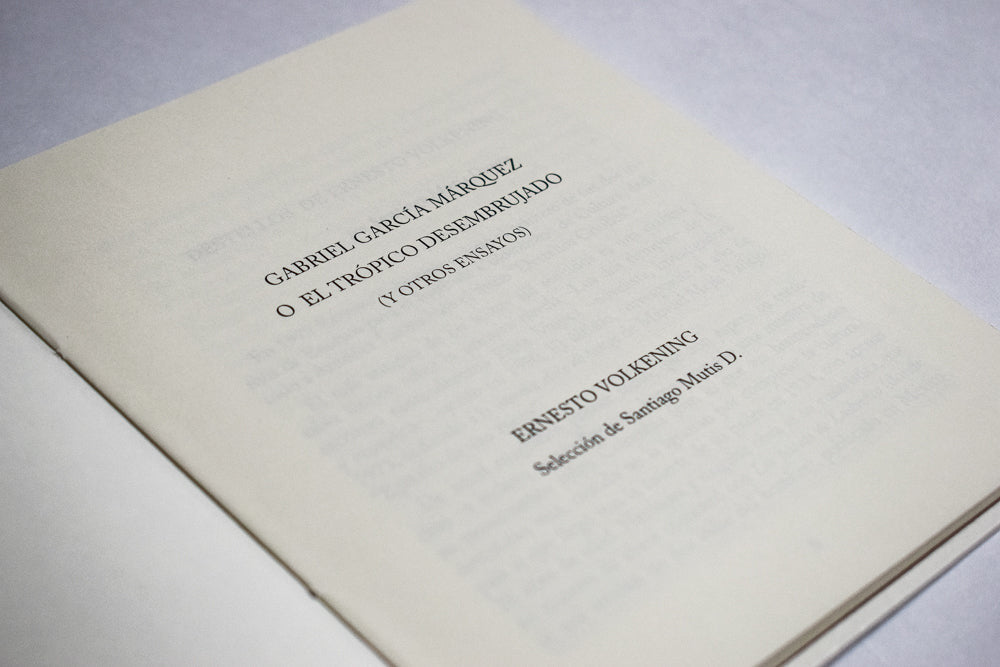 GABRIEL GARCÍA MÁRQUEZ
O EL TRÓPICO DESEMBRUJADO
(Y OTROS ENSAYOS)
ERNESTO VOLKENING
Selección de Santiago Mutis D.